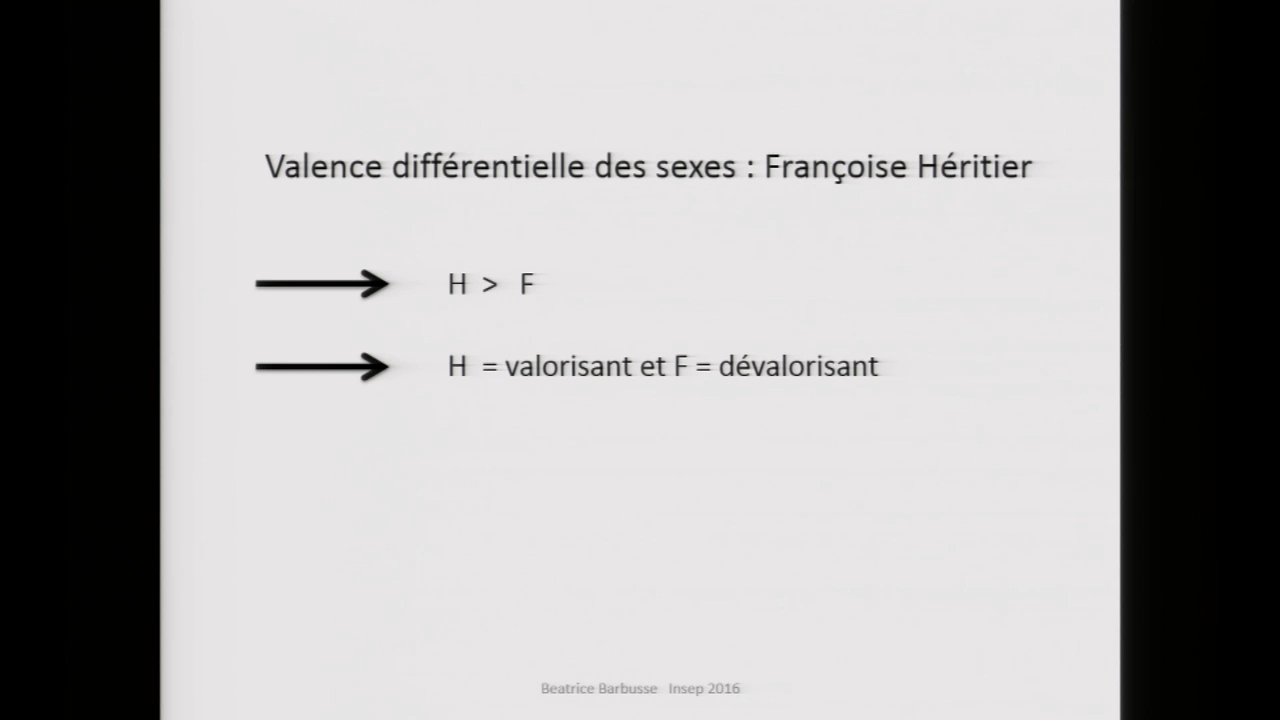 Valence différentielle des sexes : Françoise Héritier
H > F
H = valorisant et F = dévalorisant
Beatrice Barbusse Insep 2016